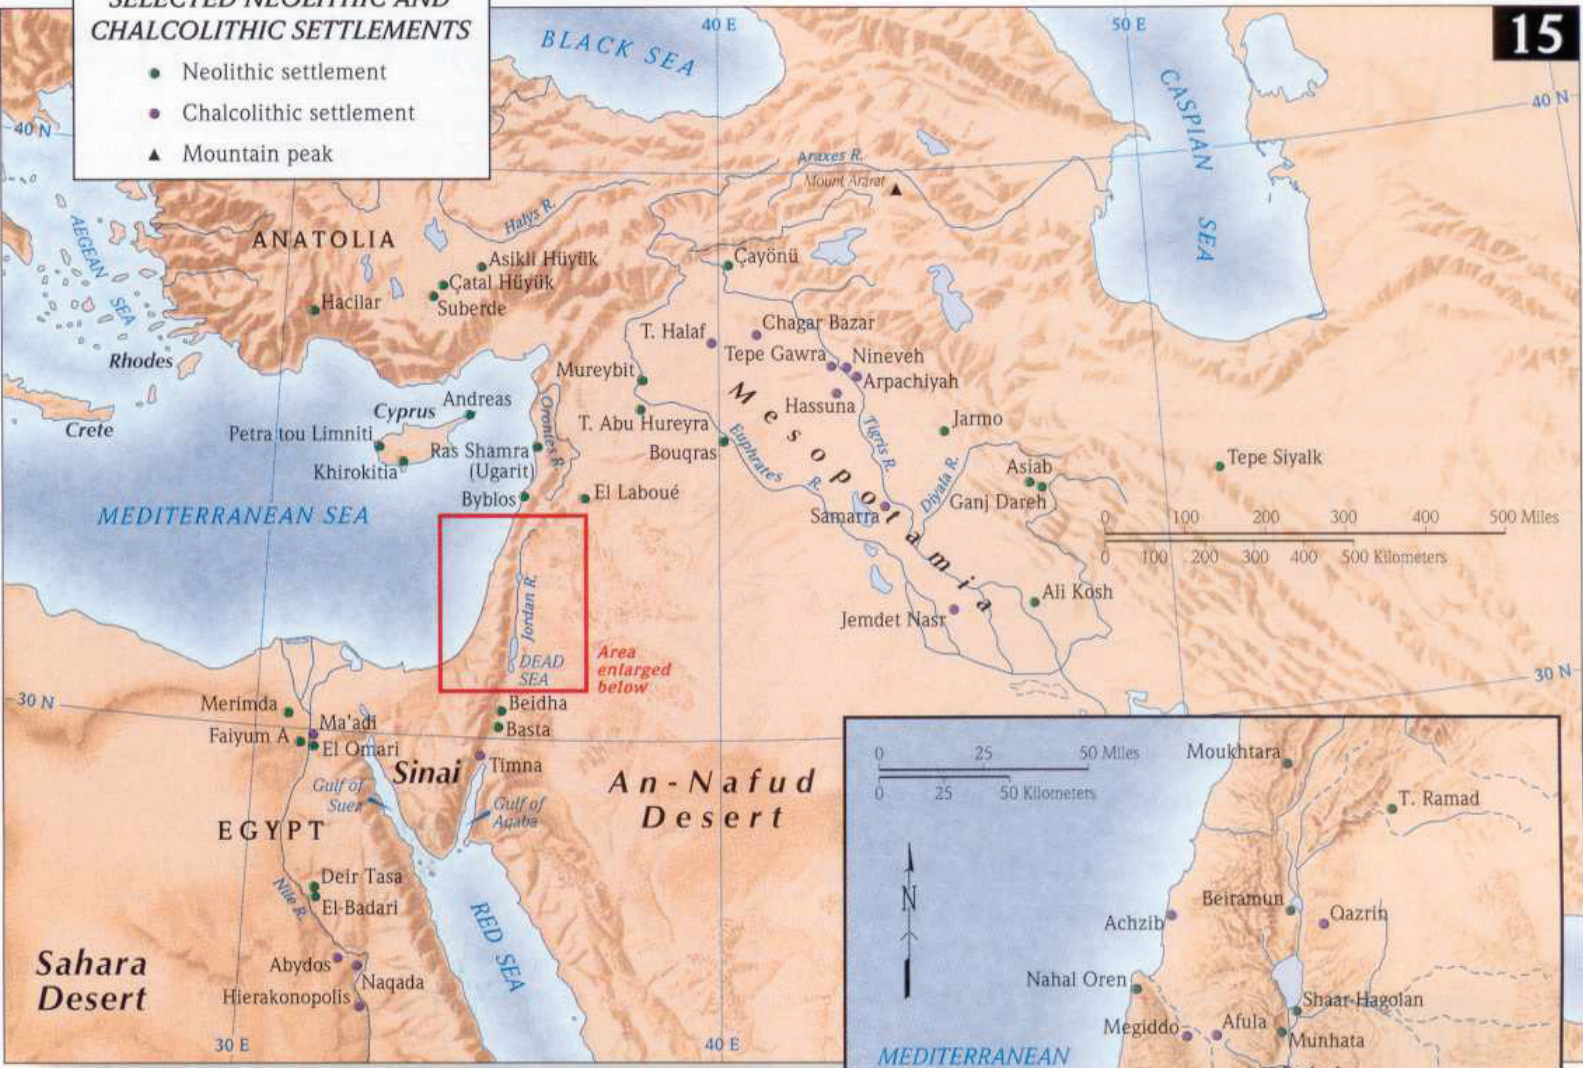 SELECTED NEOLITHIC AND
CHALCOLITHIC SETTLEMENTS
Neolithic settlement
Chalcolithic settlement
Mountain peak
15
40 E
50 E
BLACK SEA
CASPIAN
SEA
40 N
40 N
Araxes R.
Mount Ararat
Halys R.
AEGEAN
SEA
ANATOLIA
Asikli Hüyük
Çatal Hüyük
Suberde
Hacilar
Çayönü
T. Halaf
Chagar Bazar
Tepe Gawra
Nineveh
Arpachiyah
Hassuna
Rhodes
Crete
Mureybit
T. Abu Hureyra
Bouqras
Cyprus
Andreas
Petra tou Limniti
Khirokitia
Ras Shamra
(Ugarit)
Orontes R.
Byblos
El Laboué
Mesopotamia
Euphrates R.
Tigris R.
Diyala R.
Jarmo
Asiab
Ganj Dareh
Tepe Siyalk
Samarra
MEDITERRANEAN SEA
0 100 200 300 400 500 Miles
0 100 200 300 400 500 Kilometers
Ali Kosh
Jemdet Nasr
Jordan R.
DEAD
SEA
Area
enlarged
below
30 N
30 N
Merimda
Faiyum A
Ma'adi
El Omari
Beidha
Basta
Timna
Sinai
Gulf of
Suez
Gulf of
Aqaba
An-Nafud
Desert
EGYPT
Deir Tasa
El-Badari
Nile R.
RED SEA
Sahara
Desert
Abydos
Naqada
Hierakonopolis
30 E
40 E
0 25 50 Miles
0 25 50 Kilometers
N
Moukhtara
T. Ramad
Beiramun
Qazrin
Achzib
Nahal Oren
Shaar-Hagolan
Megiddo
Afula
Munhata
MEDITERRANEAN